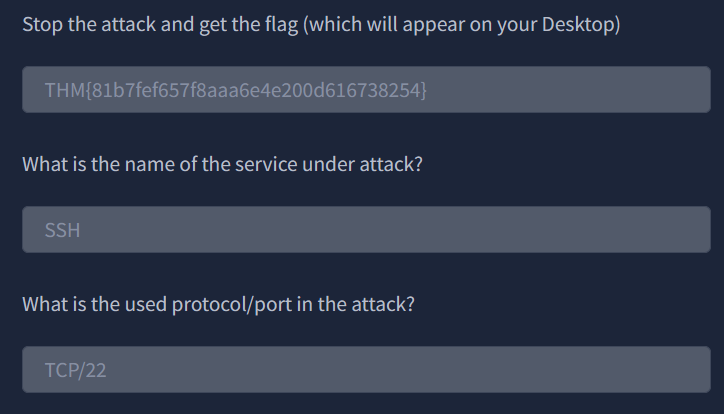 Stop the attack and get the flag (which will appear on your Desktop)
THM{81b7fef657f8aaa6e4e200d616738254}
What is the name of the service under attack?
SSH
What is the used protocol/port in the attack?
TCP/22